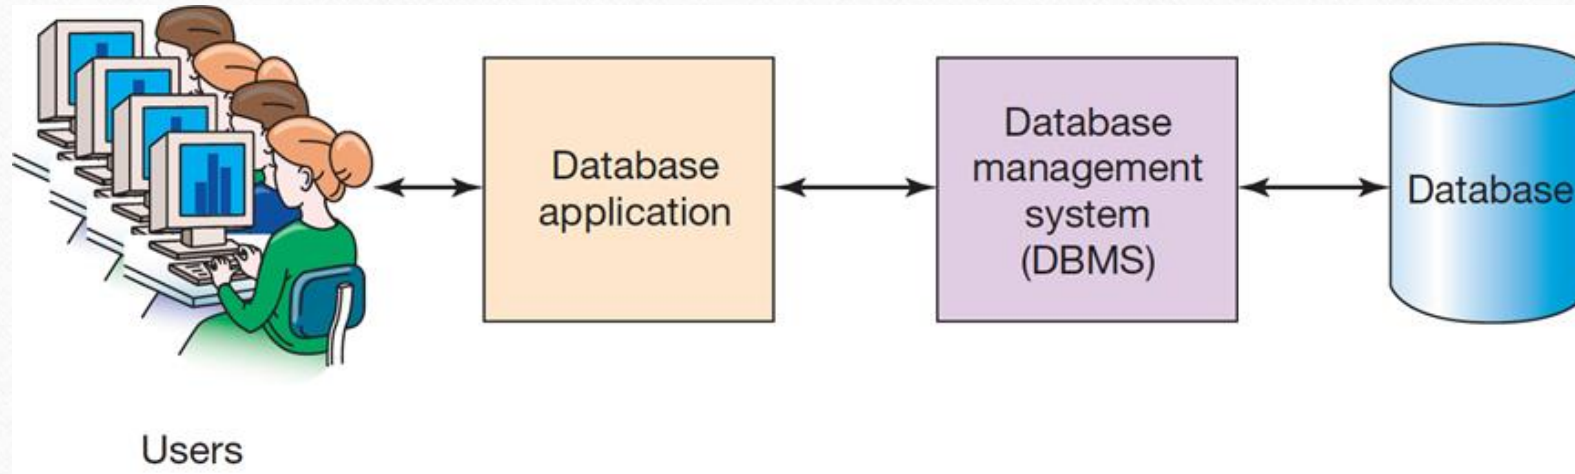 Users
Database
application
Database
management
system
(DBMS)
Database